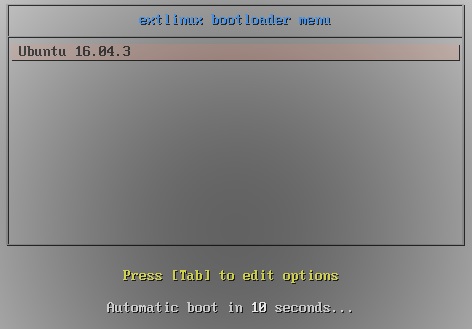 extlinux bootloader menu
Ubuntu 16.04.3
Press [Tab] to edit options
Automatic boot in 10 seconds...